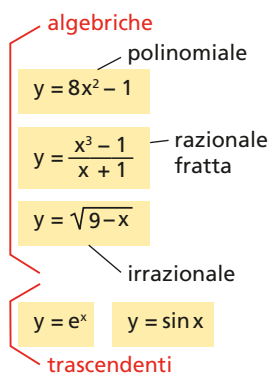 algebriche
polinomiale
y = 8x² – 1
y = (x³ – 1)/(x + 1)
razionale
fratta
y = √(9–x)
irrazionale
y = eˣ y = sin x
trascendenti